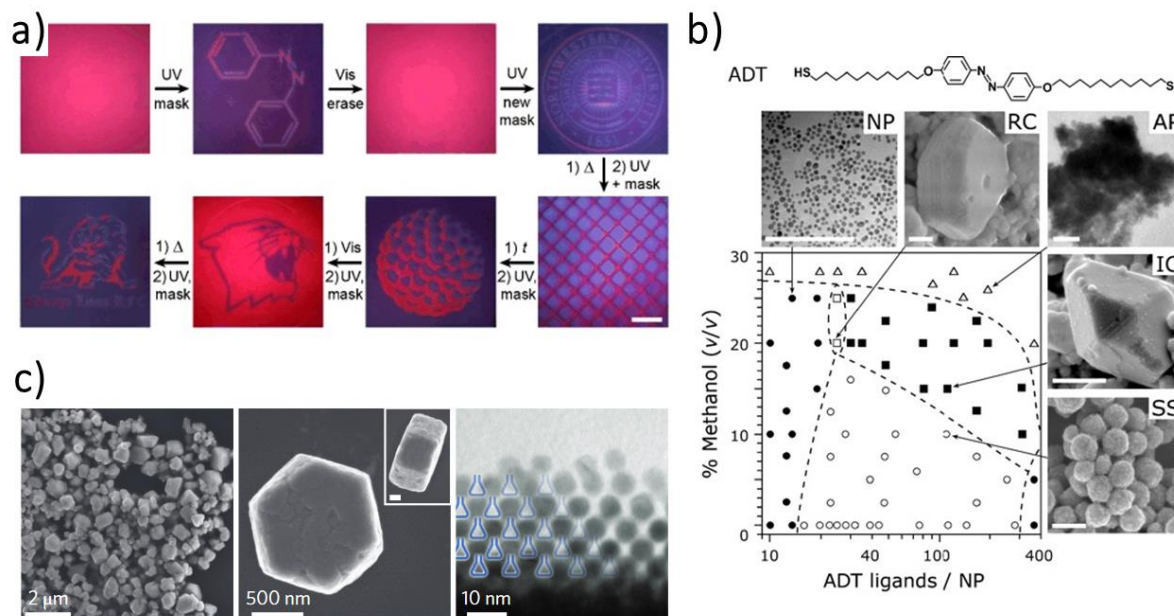 a)
UV
mask
Vis
erase
UV
new
mask
1) Δ
2) UV
+ mask
1) t
2) UV,
mask
1) Vis
2) UV,
mask
1) Δ
2) UV,
mask
b)
ADT
HS
O
N
N
O
S
NP
RC
AP
IC
SS
% Methanol (v/v)
30
20
10
0
10
40
100
400
ADT ligands / NP
c)
2 μm
500 nm
10 nm